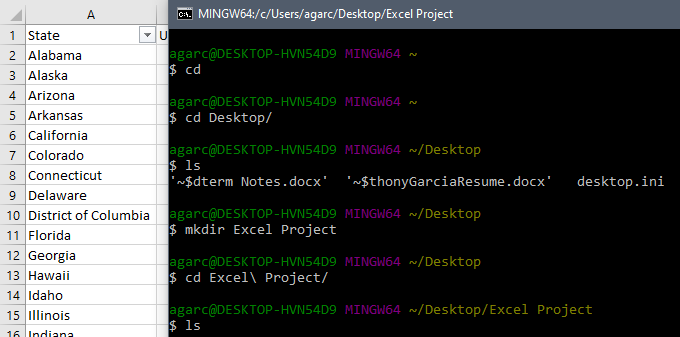 A
1 State U
2 Alabama
3 Alaska
4 Arizona
5 Arkansas
6 California
7 Colorado
8 Connecticut
9 Delaware
10 District of Columbia
11 Florida
12 Georgia
13 Hawaii
14 Idaho
15 Illinois
16 Indiana
MINGW64:/c/Users/agarc/Desktop/Excel Project
agarc@DESKTOP-HVN54D9 MINGW64 ~
$ cd
agarc@DESKTOP-HVN54D9 MINGW64 ~
$ cd Desktop/
agarc@DESKTOP-HVN54D9 MINGW64 ~/Desktop
$ ls
'~$dterm Notes.docx' '~$thonyGarciaResume.docx' desktop.ini
agarc@DESKTOP-HVN54D9 MINGW64 ~/Desktop
$ mkdir Excel Project
agarc@DESKTOP-HVN54D9 MINGW64 ~/Desktop
$ cd Excel\ Project/
agarc@DESKTOP-HVN54D9 MINGW64 ~/Desktop/Excel Project
$ ls